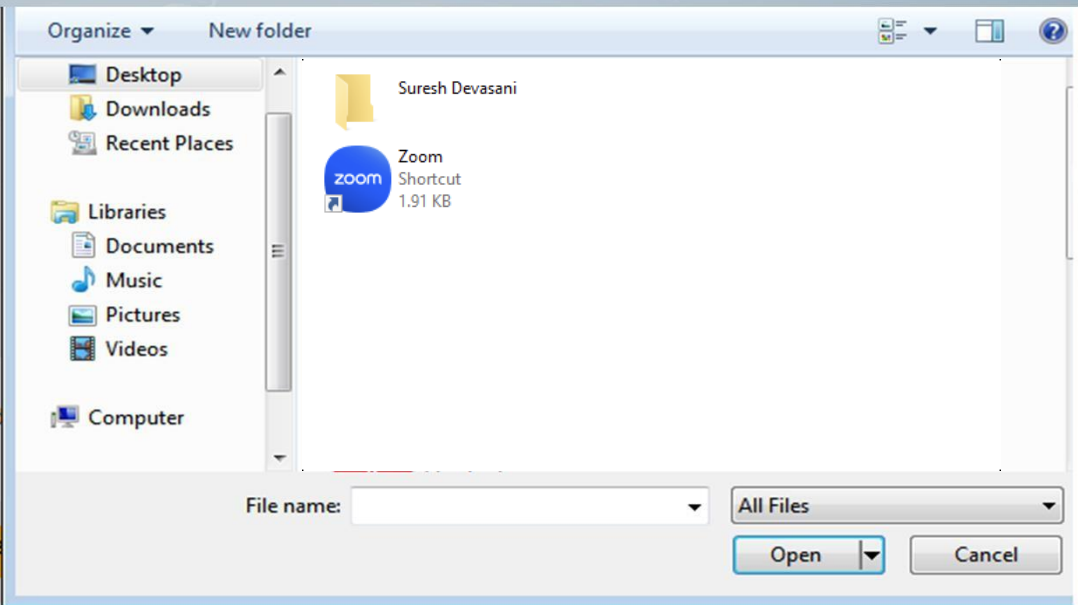 Organize New folder
Desktop
Downloads
Recent Places
Libraries
Documents
Music
Pictures
Videos
Computer
Suresh Devasani
zoom
Zoom
Shortcut
1.91 KB
File name:
All Files
Open
Cancel